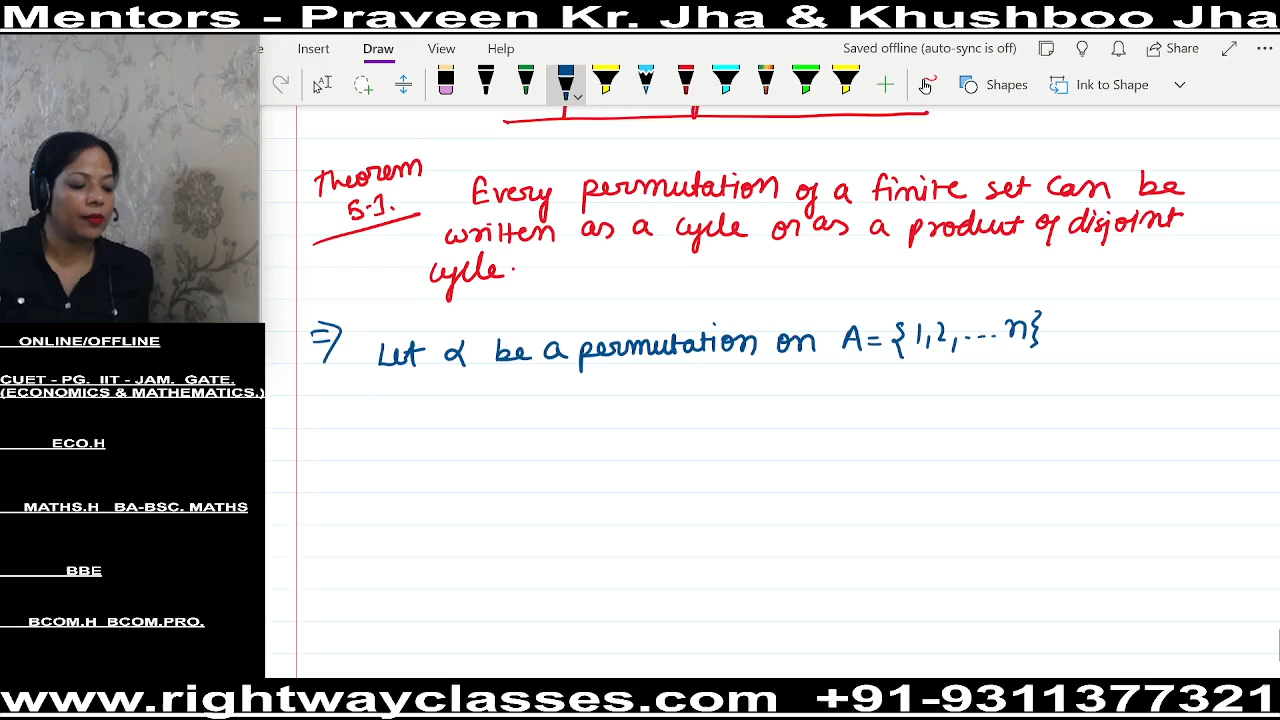 Mentors - Praveen Kr. Jha & Khushboo Jha
Insert Draw View Help Saved offline (auto-sync is off) Share
Shapes Ink to Shape
Theorem
5.1.
Every permutation of a finite set can be
written as a cycle or as a product of disjoint
cycle.
⇒ Let α be a permutation on A = {1,2, ... n}
ONLINE/OFFLINE
CUET - PG. IIT - JAM. GATE.
(ECONOMICS & MATHEMATICS.)
ECO.H
MATHS.H BA-BSC. MATHS
BBE
BCOM.H BCOM.PRO.
www.rightwayclasses.com +91-9311377321